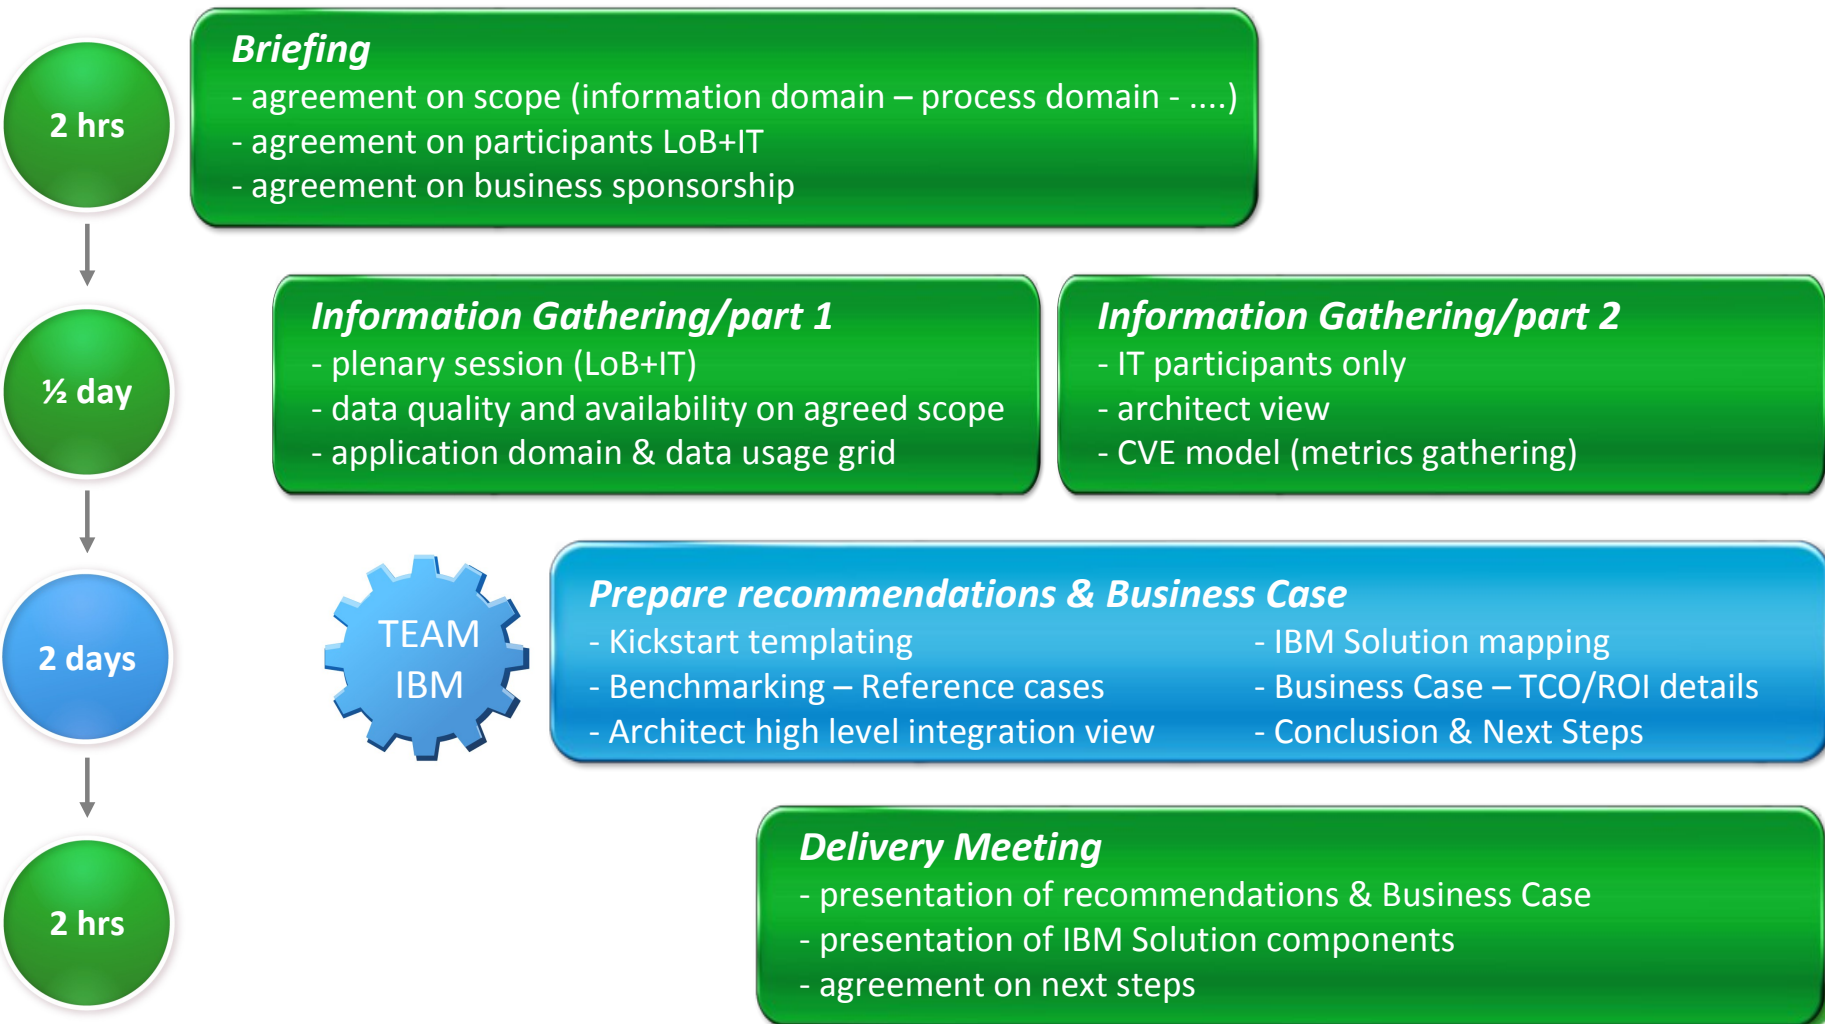 2 hrs
Briefing
- agreement on scope (information domain – process domain - ....)
- agreement on participants LoB+IT
- agreement on business sponsorship
½ day
Information Gathering/part 1
- plenary session (LoB+IT)
- data quality and availability on agreed scope
- application domain & data usage grid
Information Gathering/part 2
- IT participants only
- architect view
- CVE model (metrics gathering)
2 days
TEAM
IBM
Prepare recommendations & Business Case
- Kickstart templating
- Benchmarking – Reference cases
- Architect high level integration view
- IBM Solution mapping
- Business Case – TCO/ROI details
- Conclusion & Next Steps
2 hrs
Delivery Meeting
- presentation of recommendations & Business Case
- presentation of IBM Solution components
- agreement on next steps